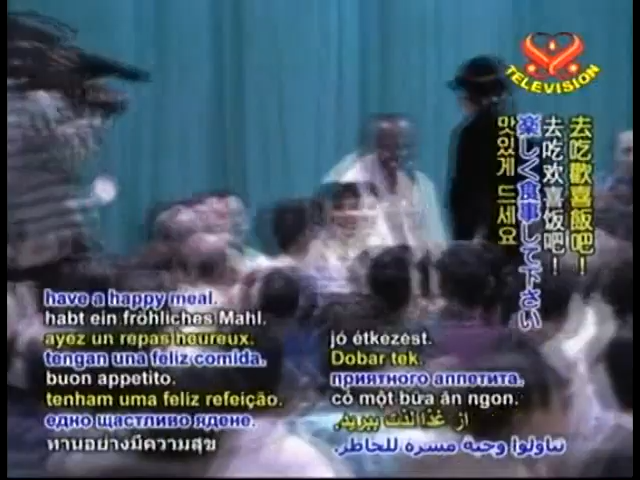 TELEVISION
去吃歡喜飯吧！
去吃欢喜饭吧！
楽しく食事して下さい
맛있게 드세요
have a happy meal.
habt ein fröhliches Mahl.
ayez un repas heureux.
tengan una feliz comida.
buon appetito.
tenham uma feliz refeição.
едно щастливо ядене.
ทานอย่างมีความสุข
jó étkezést.
Dobar tek.
приятного аппетита.
có một bữa ăn ngon.
از غذا لذت ببرید.
تناولوا وجبة مسرة للخاطر.